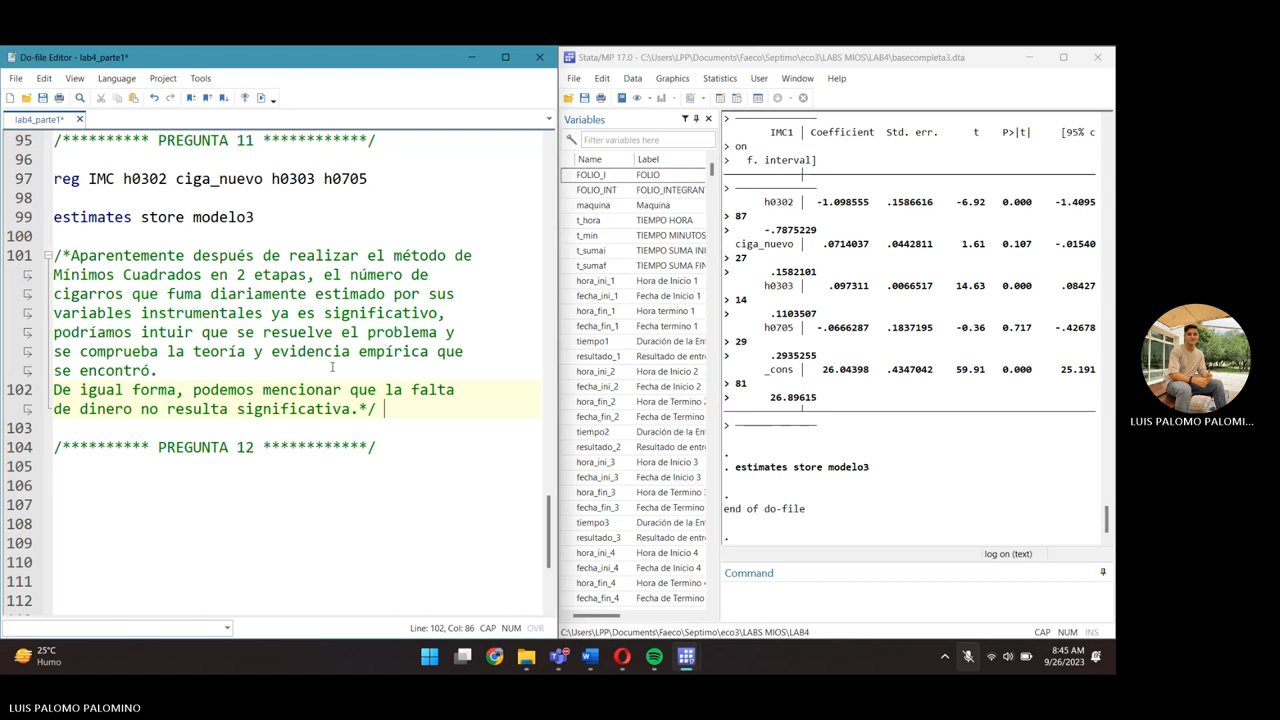 Do-file Editor - lab4_parte1*
File Edit View Language Project Tools
lab4_parte1*
95 /********** PREGUNTA 11 ************/
96
97 reg IMC h0302 ciga_nuevo h0303 h0705
98
99 estimates store modelo3
100
101 /*Aparentemente después de realizar el método de
Mínimos Cuadrados en 2 etapas, el número de
cigarros que fuma diariamente estimado por sus
variables instrumentales ya es significativo,
podríamos intuir que se resuelve el problema y
se comprueba la teoría y evidencia empírica que
se encontró.
102 De igual forma, podemos mencionar que la falta
de dinero no resulta significativa.*/
103
104 /********** PREGUNTA 12 ************/
105
106
107
108
109
110
111
112
Line: 102, Col: 86 CAP NUM OVR
Stata/MP 17.0 - C:\Users\LPP\Documents\Faeco\Septimo\eco3\LABS MIOS\LAB4\basecompleta3.dta
File Edit Data Graphics Statistics User Window Help
Variables
Filter variables here
Name Label
FOLIO_I FOLIO
FOLIO_INT FOLIO_INTEGRAN
maquina Maquina
t_hora TIEMPO HORA
t_min TIEMPO MINUTOS
t_sumai TIEMPO SUMA INI
t_sumaf TIEMPO SUMA FIN
hora_ini_1 Hora de Inicio 1
fecha_ini_1 Fecha de Inicio 1
hora_fin_1 Hora termino 1
fecha_fin_1 Fecha termino 1
tiempo1 Duración de la Ent
resultado_1 Resultado de entre
hora_ini_2 Hora de Inicio 2
fecha_ini_2 Fecha de Inicio 2
hora_fin_2 Hora de Termino 2
fecha_fin_2 Fecha de Termino
tiempo2 Duración de la Ent
resultado_2 Resultado de entre
hora_ini_3 Hora de Inicio 3
fecha_ini_3 Fecha de Inicio 3
hora_fin_3 Hora de Termino 3
fecha_fin_3 Fecha de Termino
tiempo3 Duración de la Ent
resultado_3 Resultado de entre
hora_ini_4 Hora de Inicio 4
fecha_ini_4 Fecha de Inicio 4
hora_fin_4 Hora de Termino 4
fecha_fin_4 Fecha de Termino
>
IMC1 | Coefficient Std. err. t P>|t| [95% c
> on
> f. interval]
>
h0302 | -1.098555 .1586616 -6.92 0.000 -1.4095
> 87
> -.7875229
ciga_nuevo | .0714037 .0442811 1.61 0.107 -.01540
> 27
> .1582101
h0303 | .097311 .0066517 14.63 0.000 .08427
> 14
> .1103507
h0705 | -.0666287 .1837195 -0.36 0.717 -.42678
> 29
> .2935255
_cons | 26.04398 .4347042 59.91 0.000 25.191
> 81
> 26.89615
>
.
. estimates store modelo3
.
end of do-file
.
log on (text)
Command
C:\Users\LPP\Documents\Faeco\Septimo\eco3\LABS MIOS\LAB4 CAP NUM INS
25°C
Humo
8:45 AM
9/26/2023
LUIS PALOMO PALOMI...
LUIS PALOMO PALOMINO